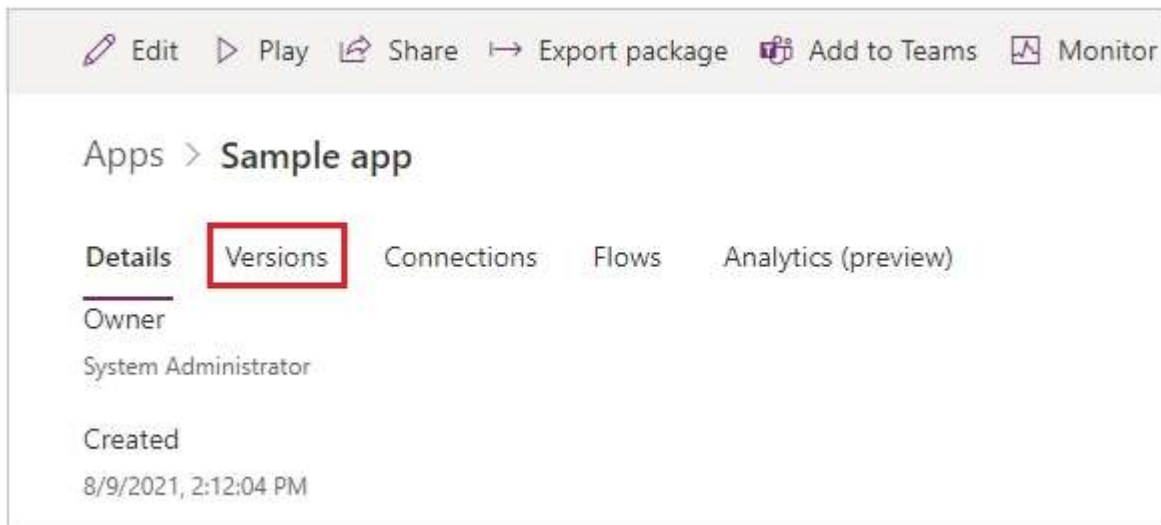 Edit Play Share Export package Add to Teams Monitor
Apps > Sample app
Details Versions Connections Flows Analytics (preview)
Owner
System Administrator
Created
8/9/2021, 2:12:04 PM